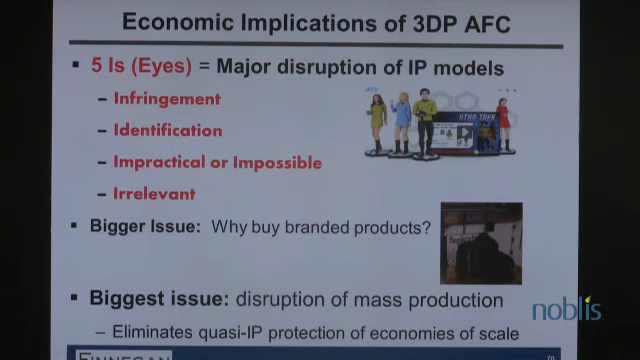 Economic Implications of 3DP AFC
5 Is (Eyes) = Major disruption of IP models
– Infringement
– Identification
– Impractical or Impossible
– Irrelevant
STAR TREK
Bigger Issue: Why buy branded products?
Biggest issue: disruption of mass production
noblis
– Eliminates quasi-IP protection of economies of scale
FINNEGAN
70